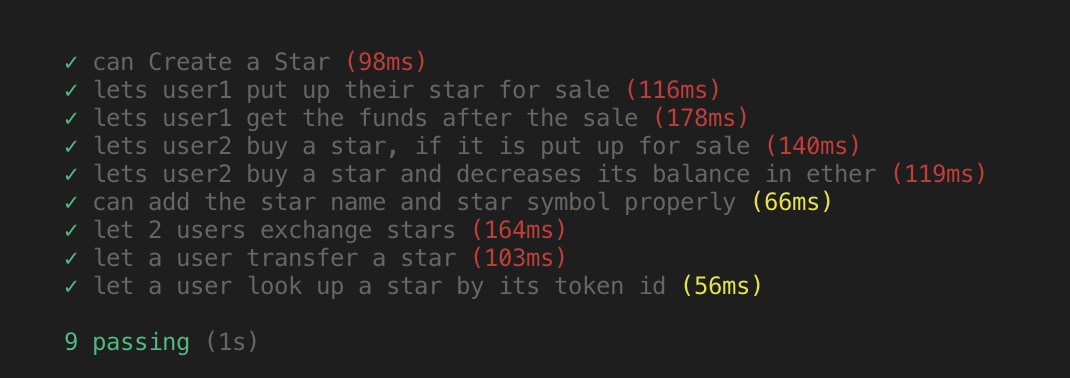 ✓ can Create a Star (98ms)
✓ lets user1 put up their star for sale (116ms)
✓ lets user1 get the funds after the sale (178ms)
✓ lets user2 buy a star, if it is put up for sale (140ms)
✓ lets user2 buy a star and decreases its balance in ether (119ms)
✓ can add the star name and star symbol properly (66ms)
✓ let 2 users exchange stars (164ms)
✓ let a user transfer a star (103ms)
✓ let a user look up a star by its token id (56ms)
9 passing (1s)